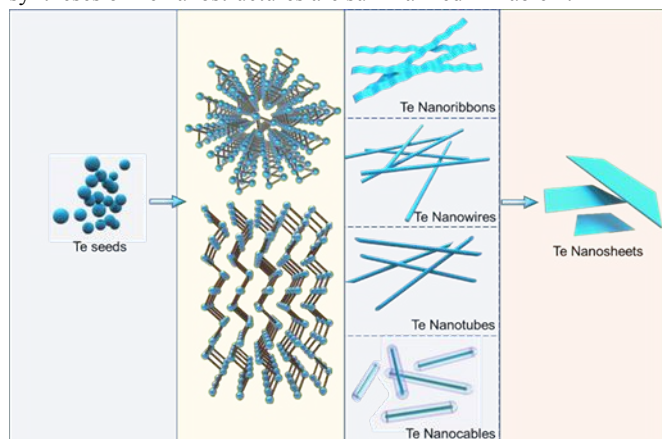 Te seeds
Te Nanoribbons
Te Nanowires
Te Nanotubes
Te Nanocables
Te Nanosheets